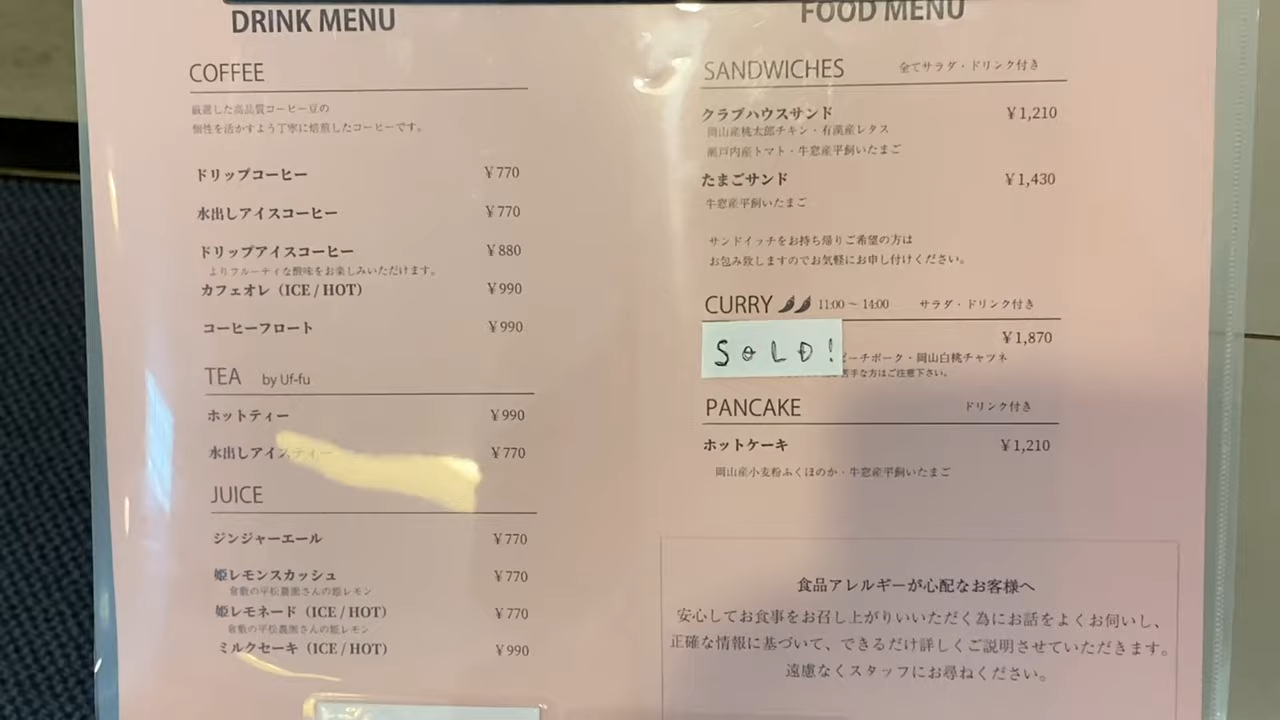 DRINK MENU
COFFEE
厳選した高品質コーヒー豆の
個性を活かすよう丁寧に焙煎したコーヒーです。
ドリップコーヒー ¥770
水出しアイスコーヒー ¥770
ドリップアイスコーヒー ¥880
よりフルーティな酸味をお楽しみいただけます。
カフェオレ（ICE / HOT） ¥990
コーヒーフロート ¥990
TEA by Uf-fu
ホットティー ¥990
水出しアイスティー ¥770
JUICE
ジンジャーエール ¥770
姫レモンスカッシュ ¥770
倉敷の平松農園さんの姫レモン
姫レモネード（ICE / HOT） ¥770
倉敷の平松農園さんの姫レモン
ミルクセーキ（ICE / HOT） ¥990
FOOD MENU
SANDWICHES 全てサラダ・ドリンク付き
クラブハウスサンド ¥1,210
岡山産桃太郎チキン・有漢産レタス
瀬戸内産トマト・牛窓産平飼いたまご
たまごサンド ¥1,430
牛窓産平飼いたまご
サンドイッチをお持ち帰りご希望の方は
お包み致しますのでお気軽にお申し付けください。
CURRY 11:00～14:00 サラダ・ドリンク付き
¥1,870
SOLD!
ピーチポーク・岡山白桃チャツネ
苦手な方はご注意下さい。
PANCAKE ドリンク付き
ホットケーキ ¥1,210
岡山産小麦粉ふくほのか・牛窓産平飼いたまご
食品アレルギーが心配なお客様へ
安心してお食事をお召し上がりいいただく為にお話をよくお伺いし、
正確な情報に基づいて、できるだけ詳しくご説明させていただきます。
遠慮なくスタッフにお尋ねください。